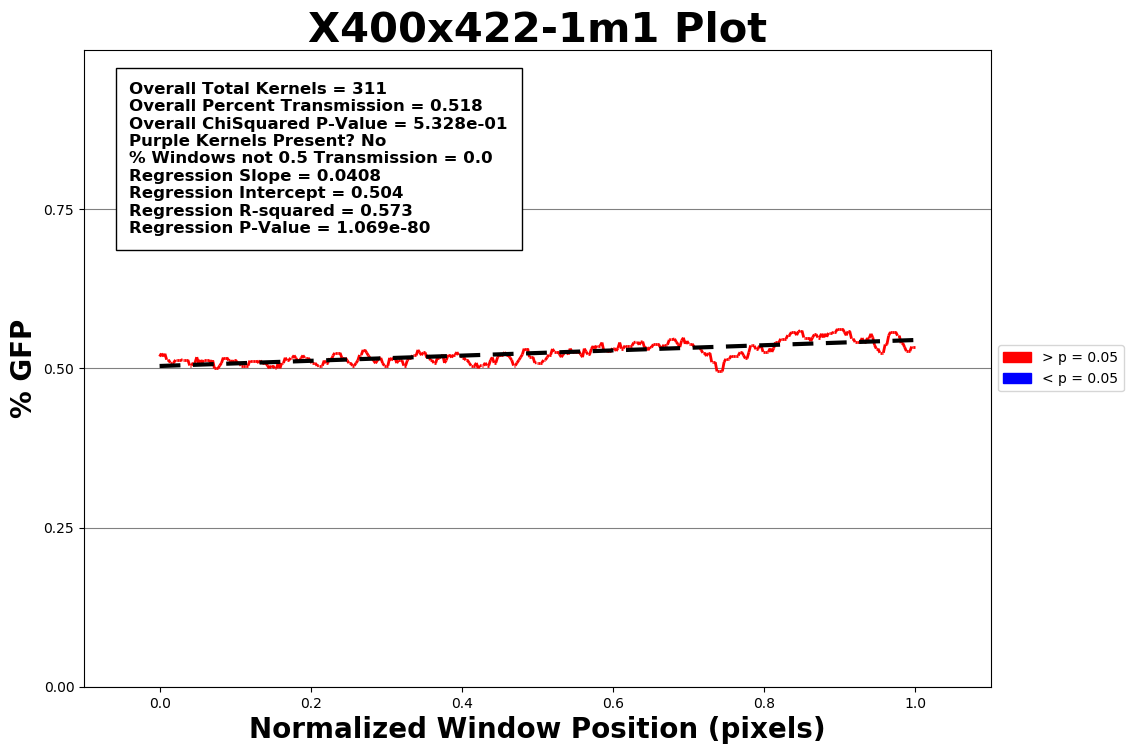 X400x422-1m1 Plot
Overall Total Kernels = 311
Overall Percent Transmission = 0.518
Overall ChiSquared P-Value = 5.328e-01
Purple Kernels Present? No
% Windows not 0.5 Transmission = 0.0
Regression Slope = 0.0408
Regression Intercept = 0.504
Regression R-squared = 0.573
Regression P-Value = 1.069e-80
0.75
0.50
0.25
0.00
% GFP
> p = 0.05
< p = 0.05
0.0 0.2 0.4 0.6 0.8 1.0
Normalized Window Position (pixels)